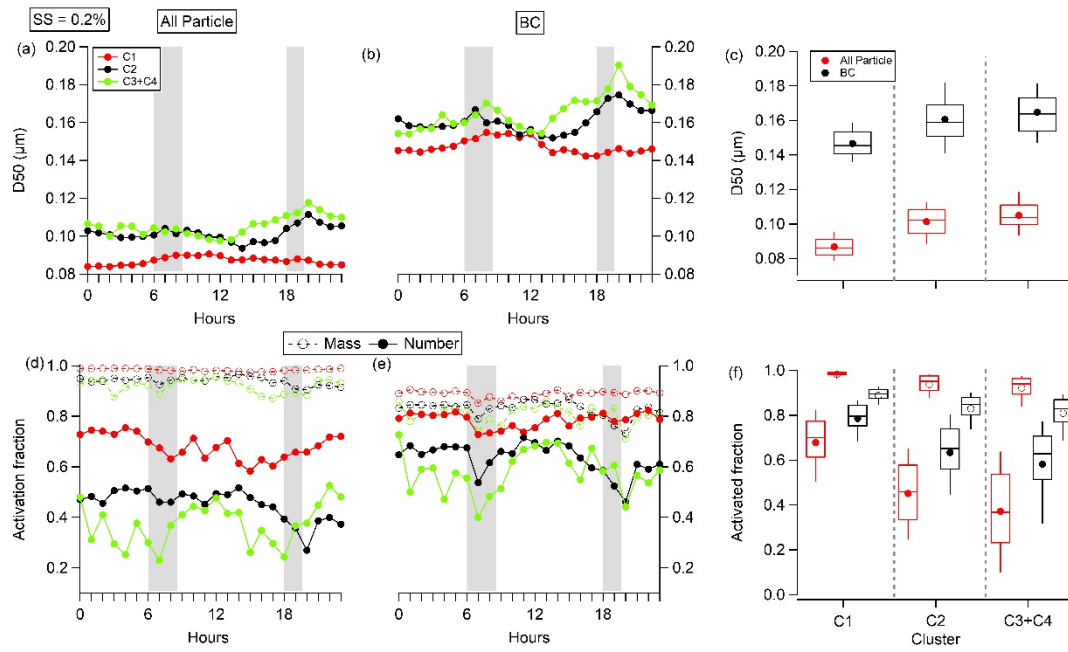 SS = 0.2%
All Particle
BC
(a)
C1
C2
C3+C4
0.20
0.18
0.16
0.14
0.12
0.10
0.08
D50 (µm)
0
6
12
18
Hours
(b)
0.20
0.18
0.16
0.14
0.12
0.10
0.08
0
6
12
18
Hours
(c)
All Particle
BC
0.20
0.18
0.16
0.14
0.12
0.10
0.08
D50 (µm)
Mass
Number
(d)
1.0
0.8
0.6
0.4
0.2
Activation fraction
0
6
12
18
Hours
(e)
1.0
0.8
0.6
0.4
0.2
0
6
12
18
Hours
(f)
1.0
0.8
0.6
0.4
0.2
0.0
Activated fraction
C1
C2
C3+C4
Cluster